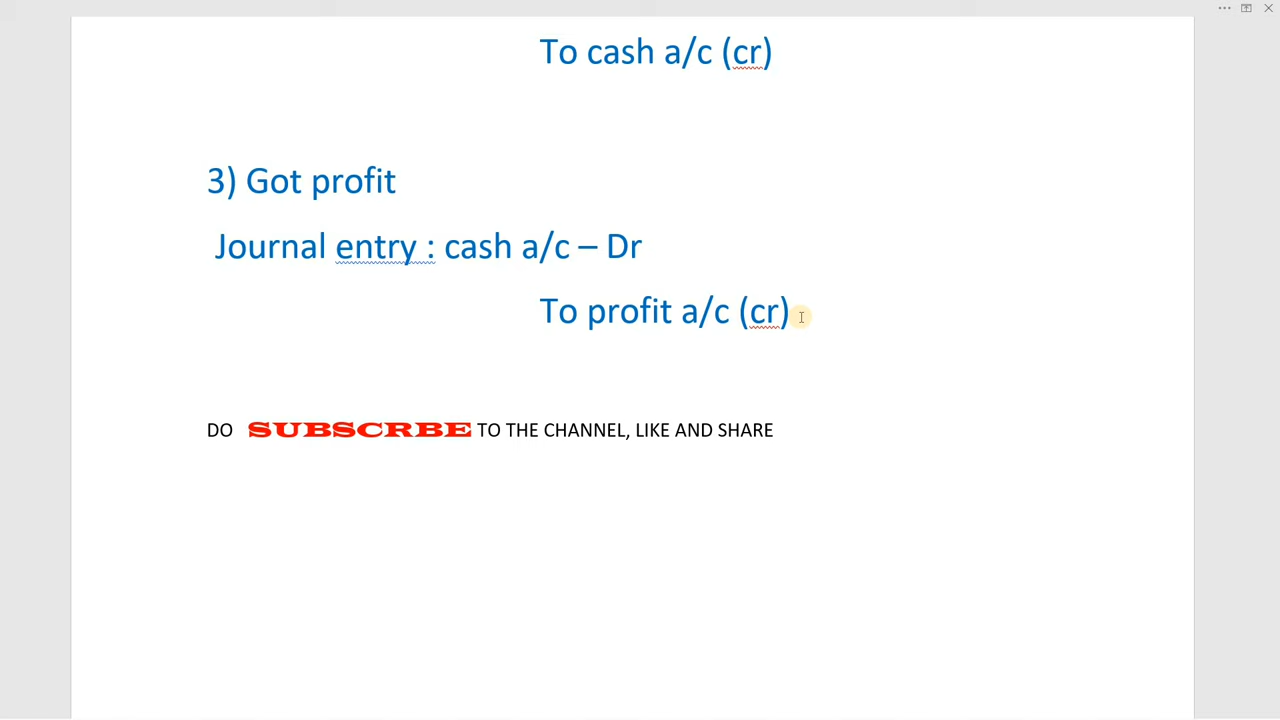 To cash a/c (cr)
3) Got profit
Journal entry : cash a/c – Dr
To profit a/c (cr)
DO SUBSCRBE TO THE CHANNEL, LIKE AND SHARE